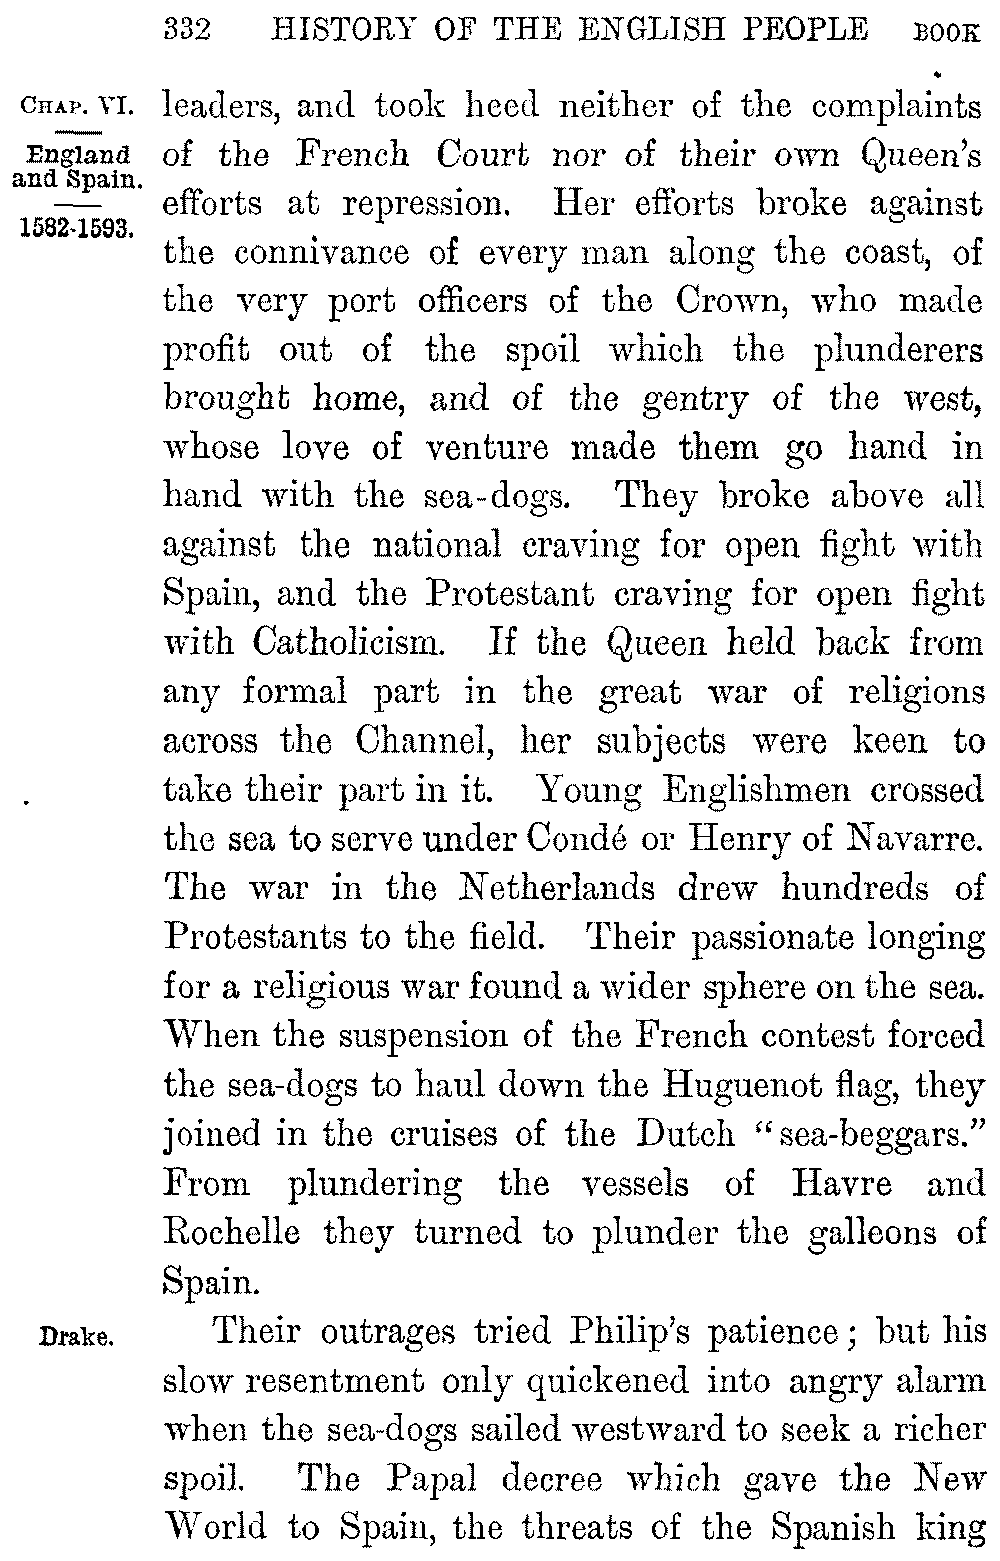 332 HISTORY OF THE ENGLISH PEOPLE BOOK
CHAP. VI.
England
and Spain.
1582-1593.
leaders, and took heed neither of the complaints
of the French Court nor of their own Queen's
efforts at repression. Her efforts broke against
the connivance of every man along the coast, of
the very port officers of the Crown, who made
profit out of the spoil which the plunderers
brought home, and of the gentry of the west,
whose love of venture made them go hand in
hand with the sea-dogs. They broke above all
against the national craving for open fight with
Spain, and the Protestant craving for open fight
with Catholicism. If the Queen held back from
any formal part in the great war of religions
across the Channel, her subjects were keen to
take their part in it. Young Englishmen crossed
the sea to serve under Condé or Henry of Navarre.
The war in the Netherlands drew hundreds of
Protestants to the field. Their passionate longing
for a religious war found a wider sphere on the sea.
When the suspension of the French contest forced
the sea-dogs to haul down the Huguenot flag, they
joined in the cruises of the Dutch “sea-beggars.”
From plundering the vessels of Havre and
Rochelle they turned to plunder the galleons of
Spain.
Drake.
Their outrages tried Philip's patience; but his
slow resentment only quickened into angry alarm
when the sea-dogs sailed westward to seek a richer
spoil. The Papal decree which gave the New
World to Spain, the threats of the Spanish king